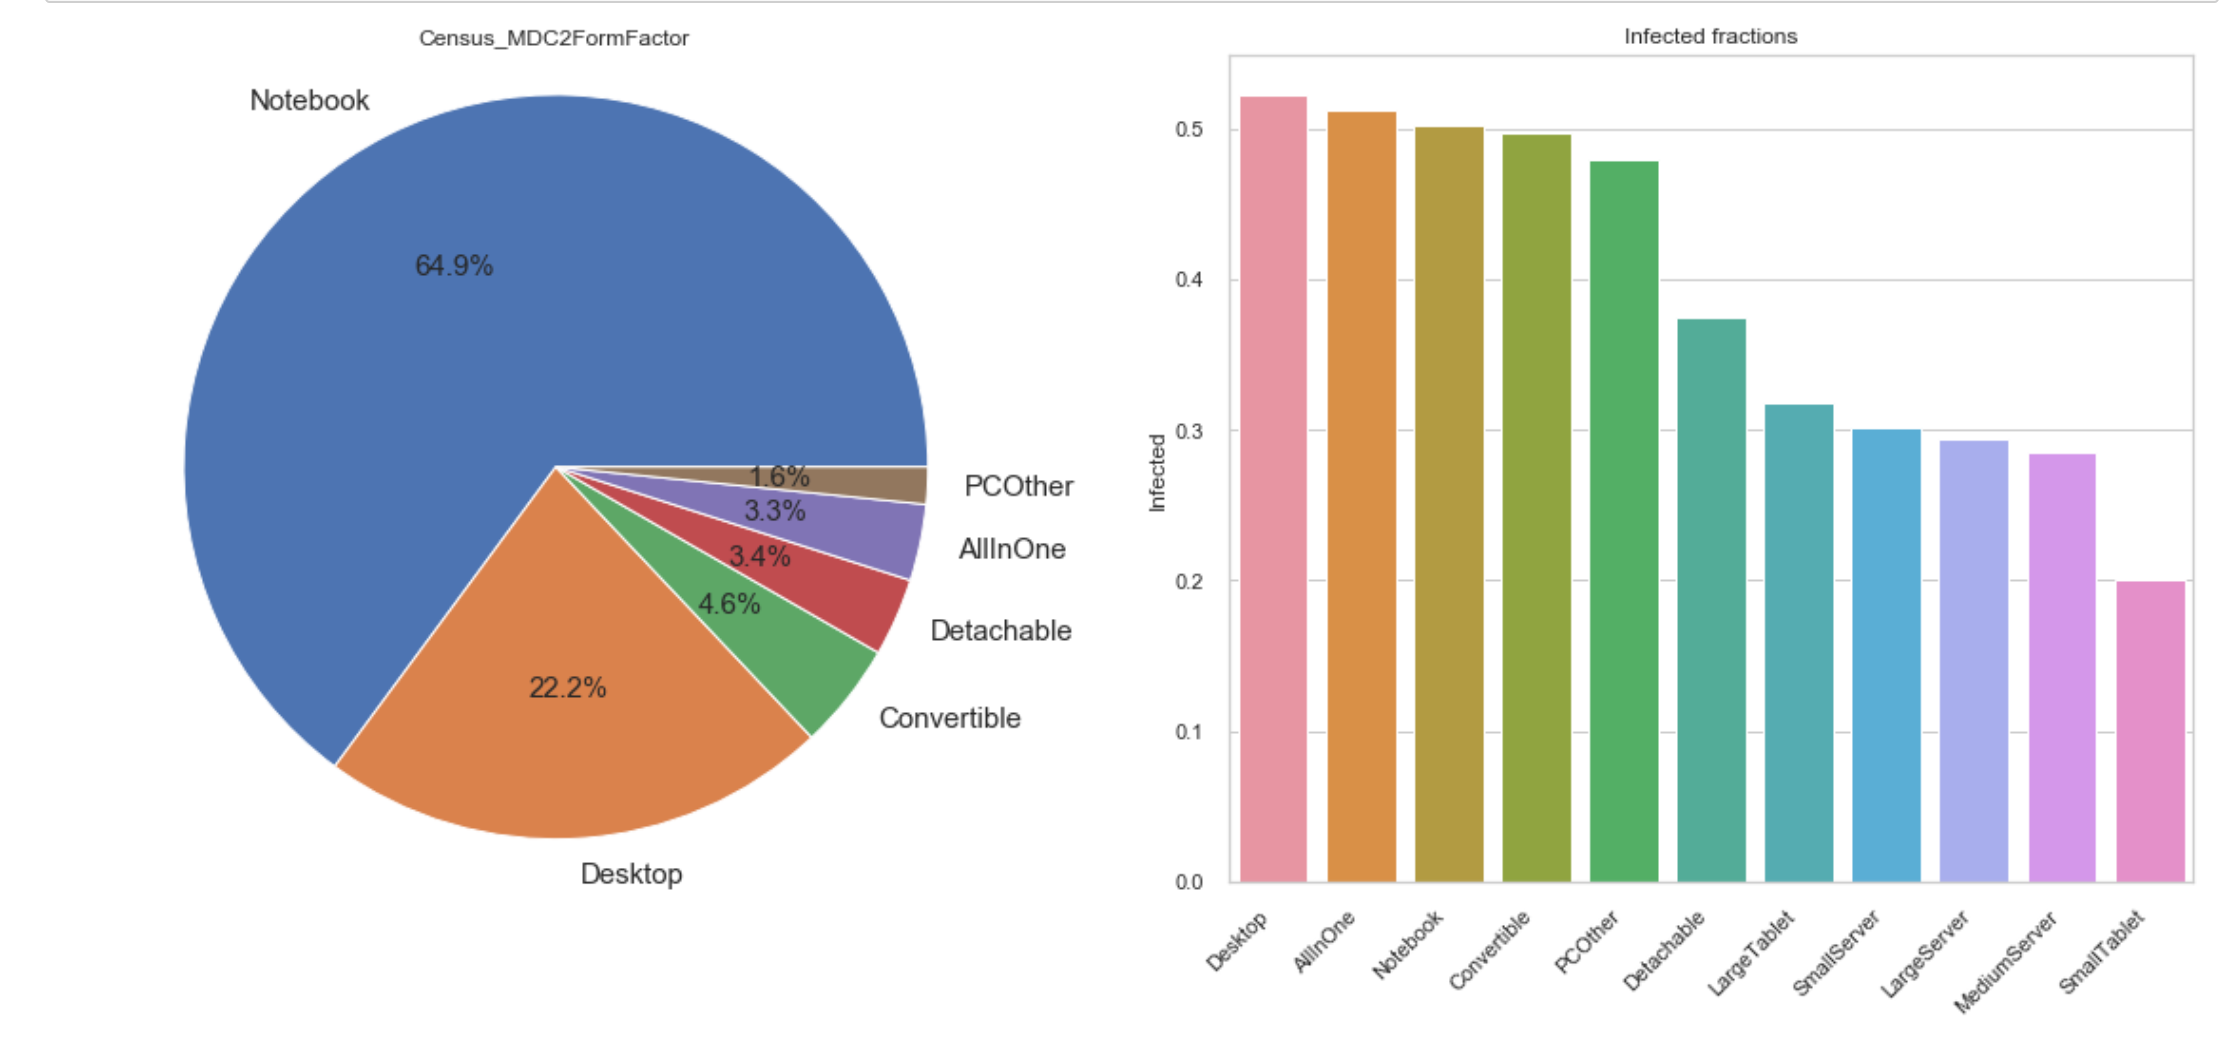 Census_MDC2FormFactor
Notebook
64.9%
1.6%
PCOther
3.3%
AllInOne
3.4%
Detachable
4.6%
Convertible
22.2%
Desktop
Infected fractions
Infected
0.5
0.4
0.3
0.2
0.1
0.0
Desktop
AllInOne
Notebook
Convertible
PCOther
Detachable
LargeTablet
SmallServer
LargeServer
MediumServer
SmallTablet